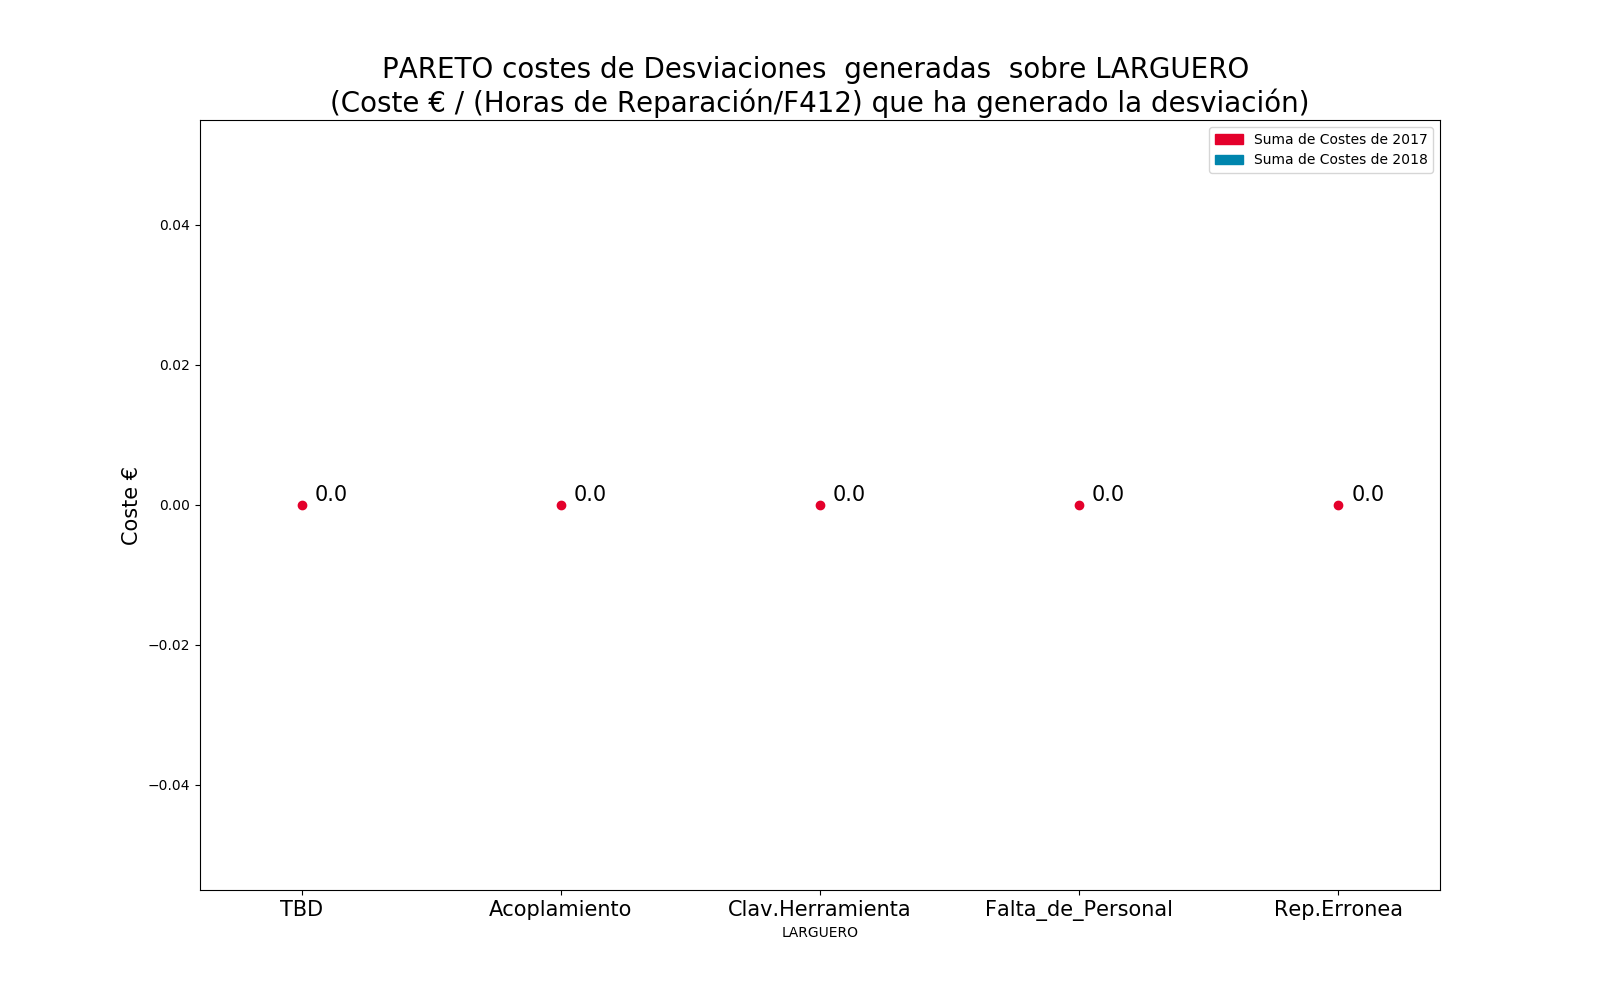 PARETO costes de Desviaciones  generadas  sobre LARGUERO
(Coste € / (Horas de Reparación/F412) que ha generado la desviación)
Suma de Costes de 2017
Suma de Costes de 2018
0.04
0.02
0.00
−0.02
−0.04
Coste €
0.0
0.0
0.0
0.0
0.0
TBD
Acoplamiento
Clav.Herramienta
Falta_de_Personal
Rep.Erronea
LARGUERO